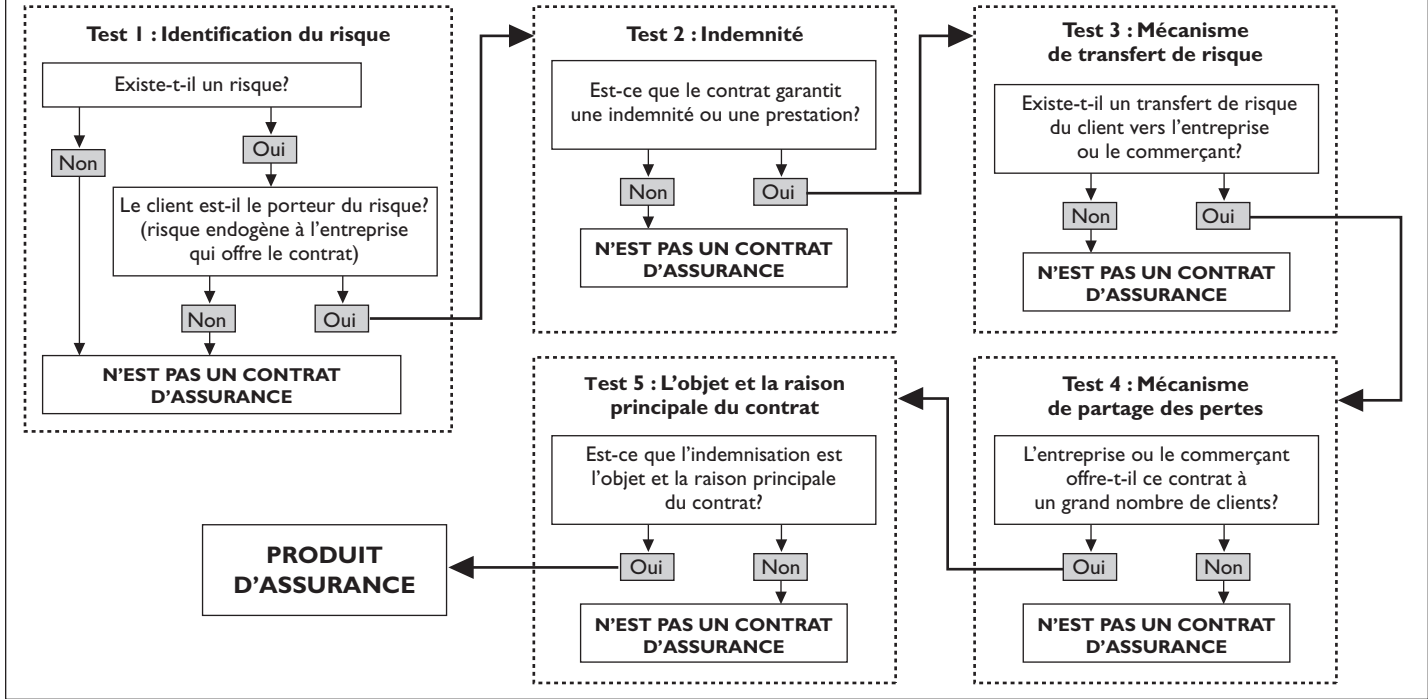 Test 1 : Identification du risque
Existe-t-il un risque?
Non
Oui
Le client est-il le porteur du risque?
(risque endogène à l'entreprise
qui offre le contrat)
Non
Oui
N'EST PAS UN CONTRAT
D'ASSURANCE
Test 2 : Indemnité
Est-ce que le contrat garantit
une indemnité ou une prestation?
Non
Oui
N'EST PAS UN CONTRAT
D'ASSURANCE
Test 3 : Mécanisme
de transfert de risque
Existe-t-il un transfert de risque
du client vers l'entreprise
ou le commerçant?
Non
Oui
N'EST PAS UN CONTRAT
D'ASSURANCE
Test 4 : Mécanisme
de partage des pertes
L'entreprise ou le commerçant
offre-t-il ce contrat à
un grand nombre de clients?
Oui
Non
N'EST PAS UN CONTRAT
D'ASSURANCE
Test 5 : L'objet et la raison
principale du contrat
Est-ce que l'indemnisation est
l'objet et la raison principale
du contrat?
Oui
Non
N'EST PAS UN CONTRAT
D'ASSURANCE
PRODUIT
D'ASSURANCE